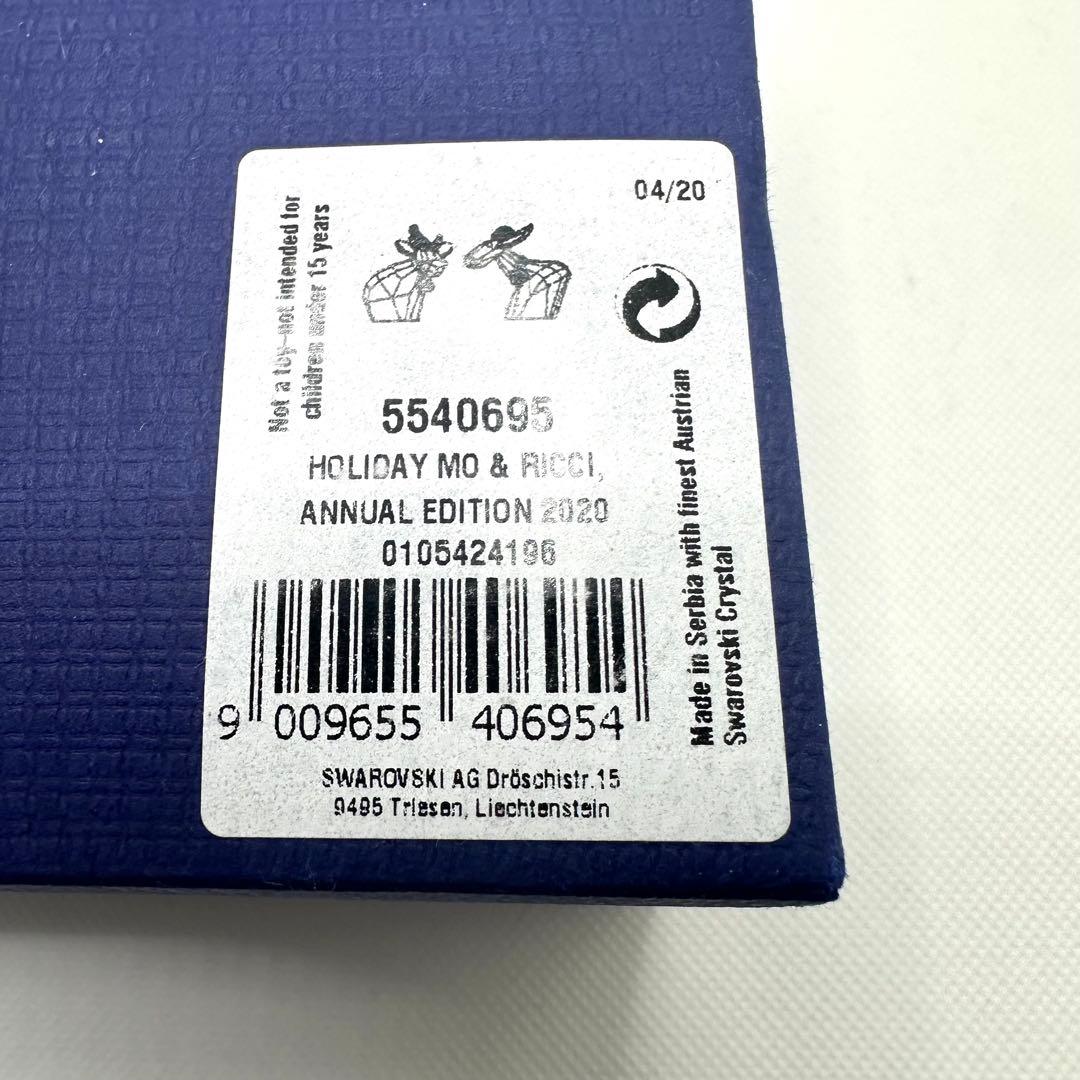 04/20
Not a toy-not intended for
children under 15 years
5540695
HOLIDAY MO & RICCI,
ANNUAL EDITION 2020
0105424196
9 009655 406954
Made in Serbia with finest Austrian
Swarovski Crystal
SWAROVSKI AG Dröschistr.15
9495 Triesen, Liechtenstein